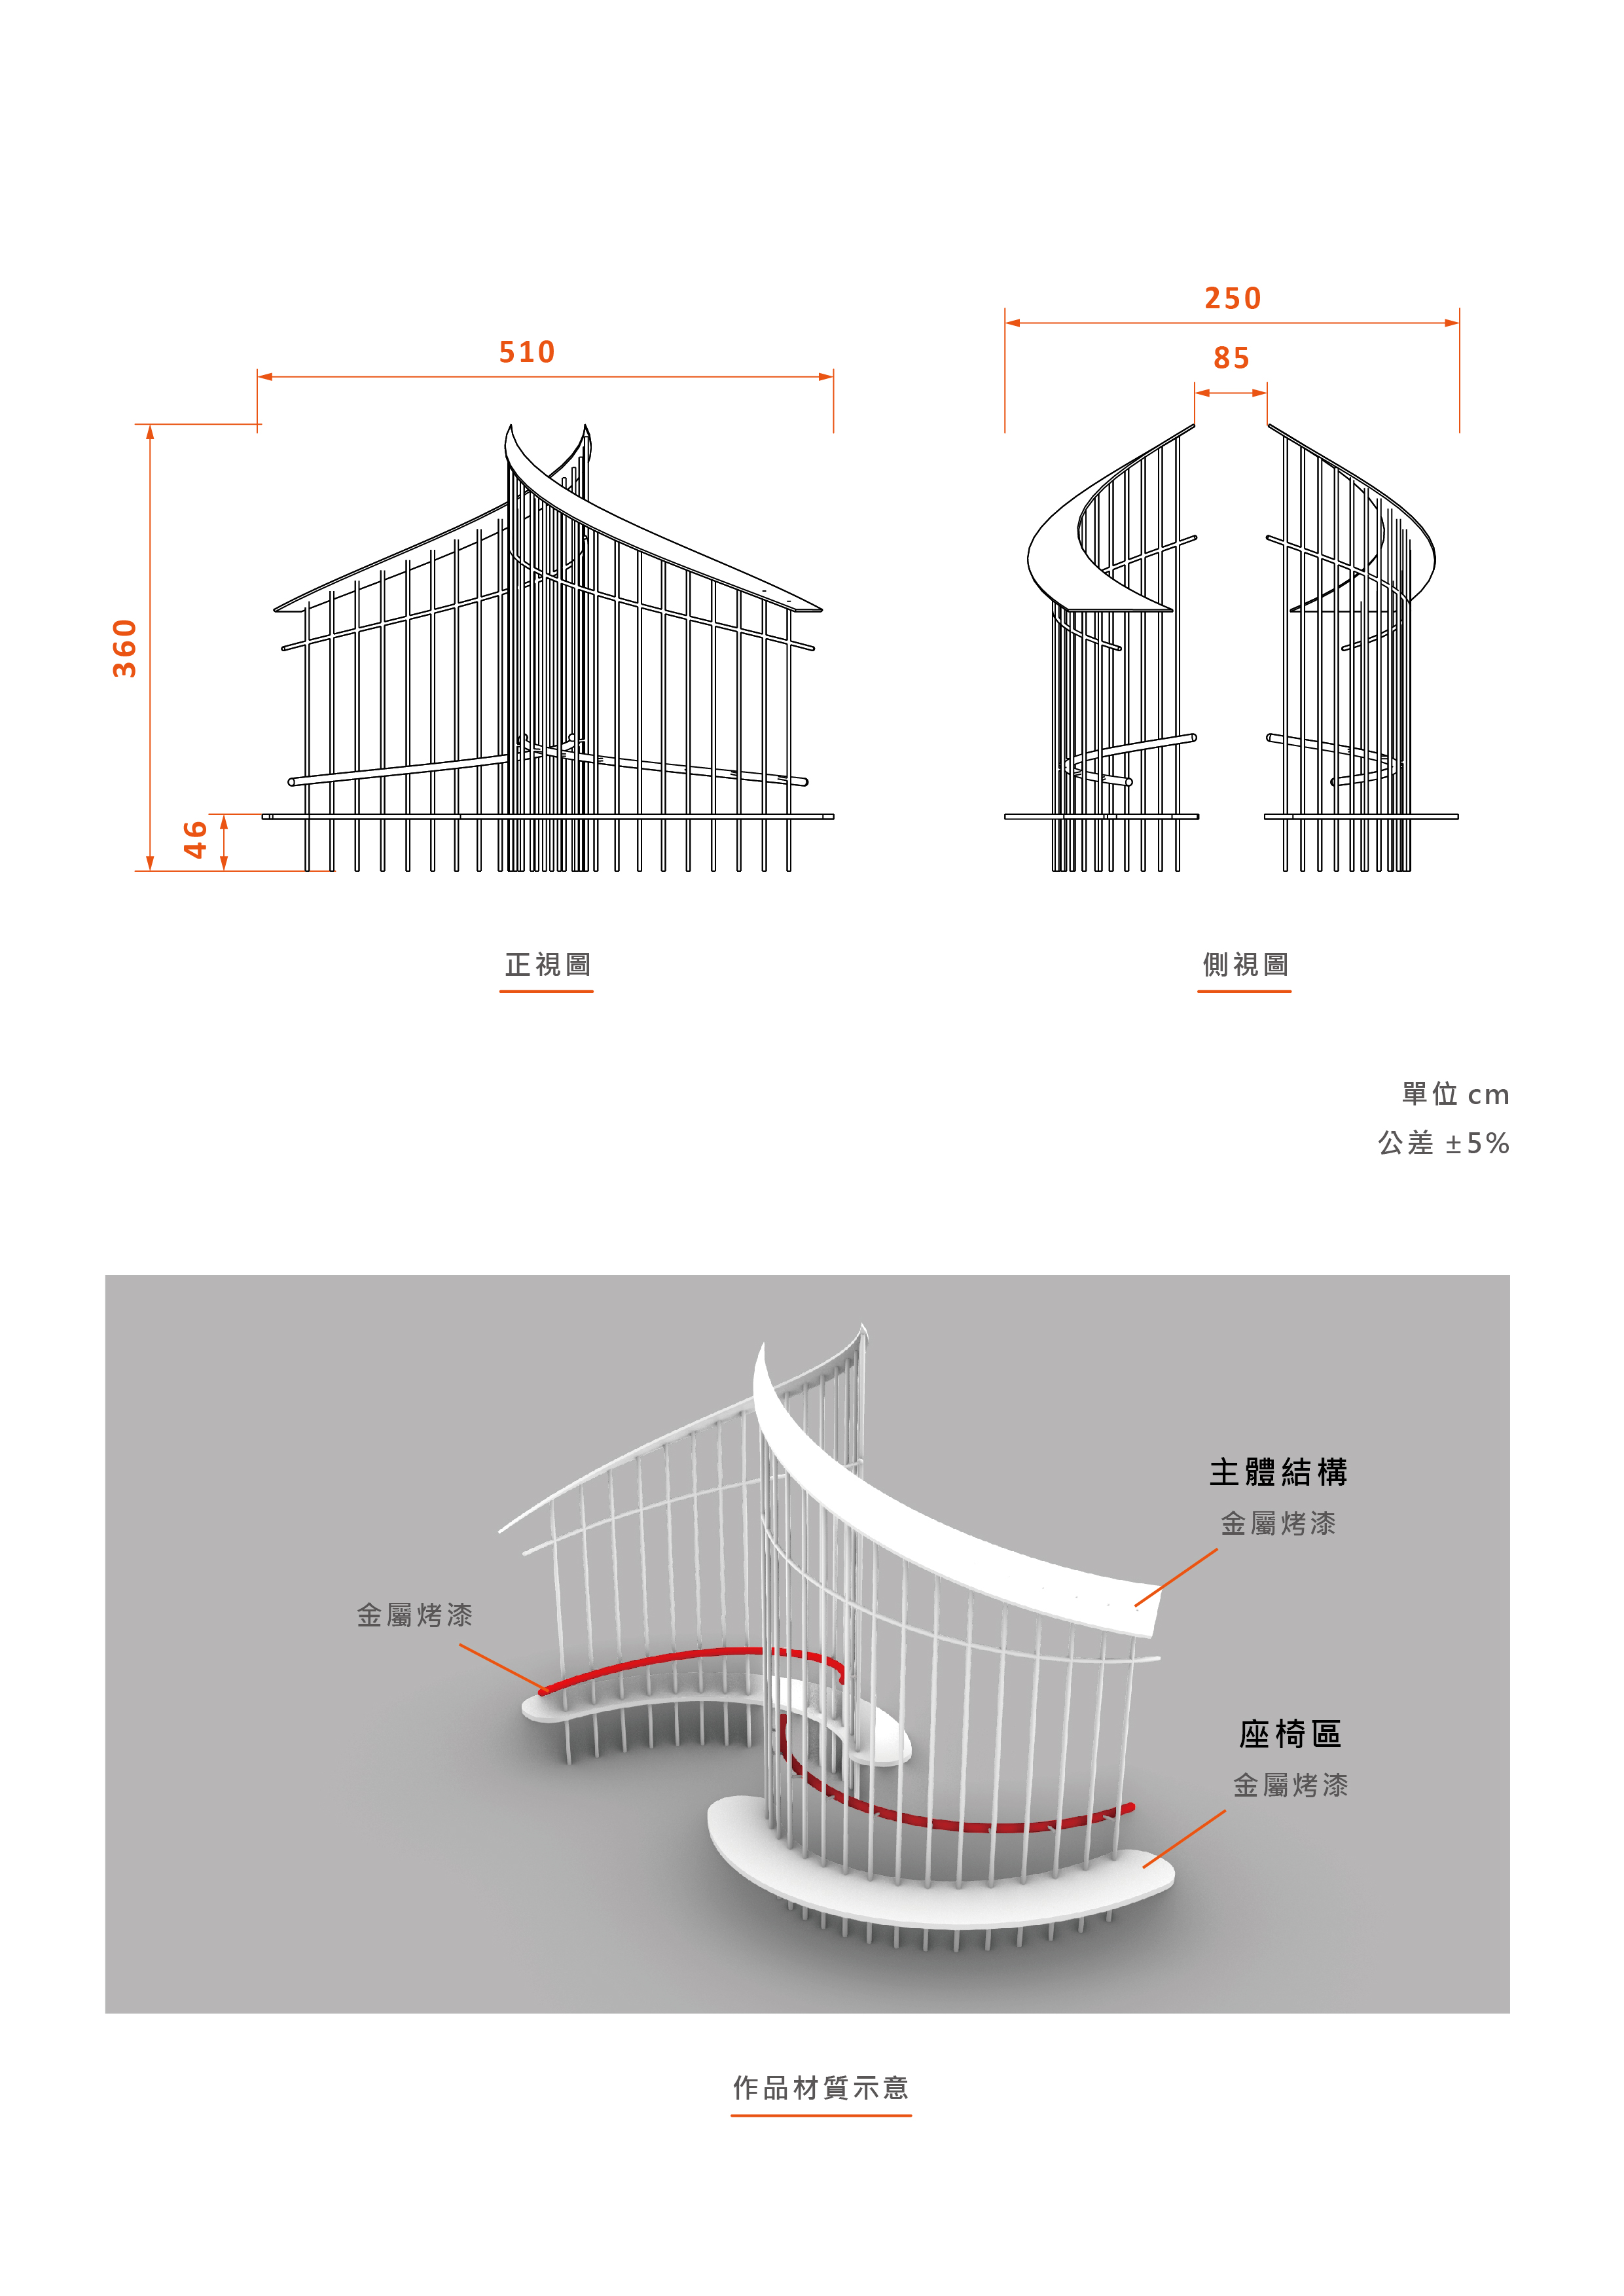 250
85
510
360
46
正視圖
側視圖
單位 cm
公差 ±5%
主體結構
金屬烤漆
金屬烤漆
座椅區
金屬烤漆
作品材質示意